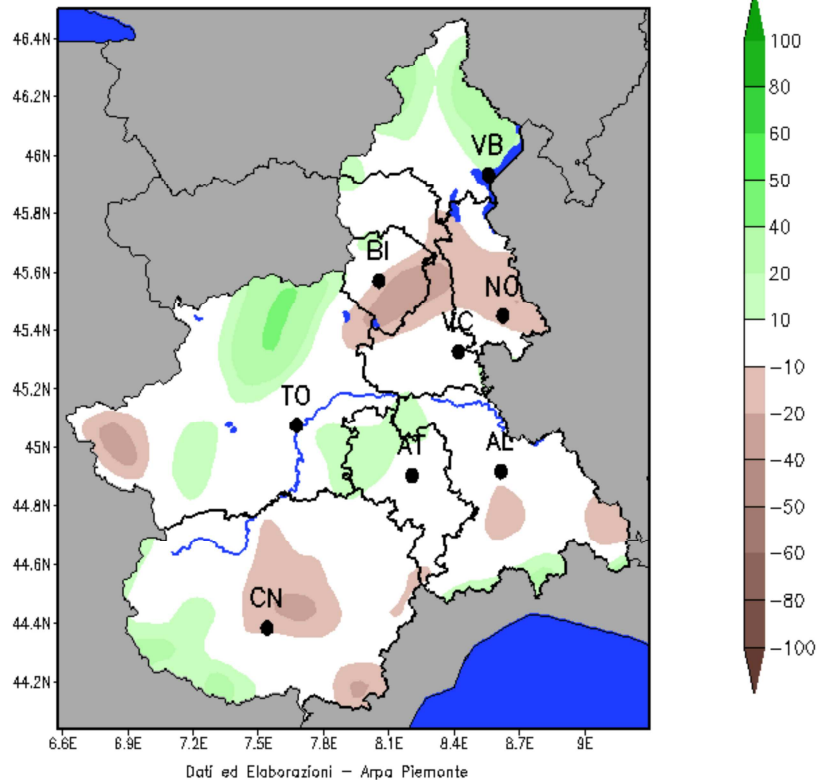 46.4N
46.2N
46N
45.8N
45.6N
45.4N
45.2N
45N
44.8N
44.6N
44.4N
44.2N
VB
BI
NO
VC
TO
AT
AL
CN
6.6E 6.9E 7.2E 7.5E 7.8E 8.1E 8.4E 8.7E 9E
Dati ed Elaborazioni – Arpa Piemonte
100
80
60
50
40
20
10
-10
-20
-40
-50
-60
-80
-100